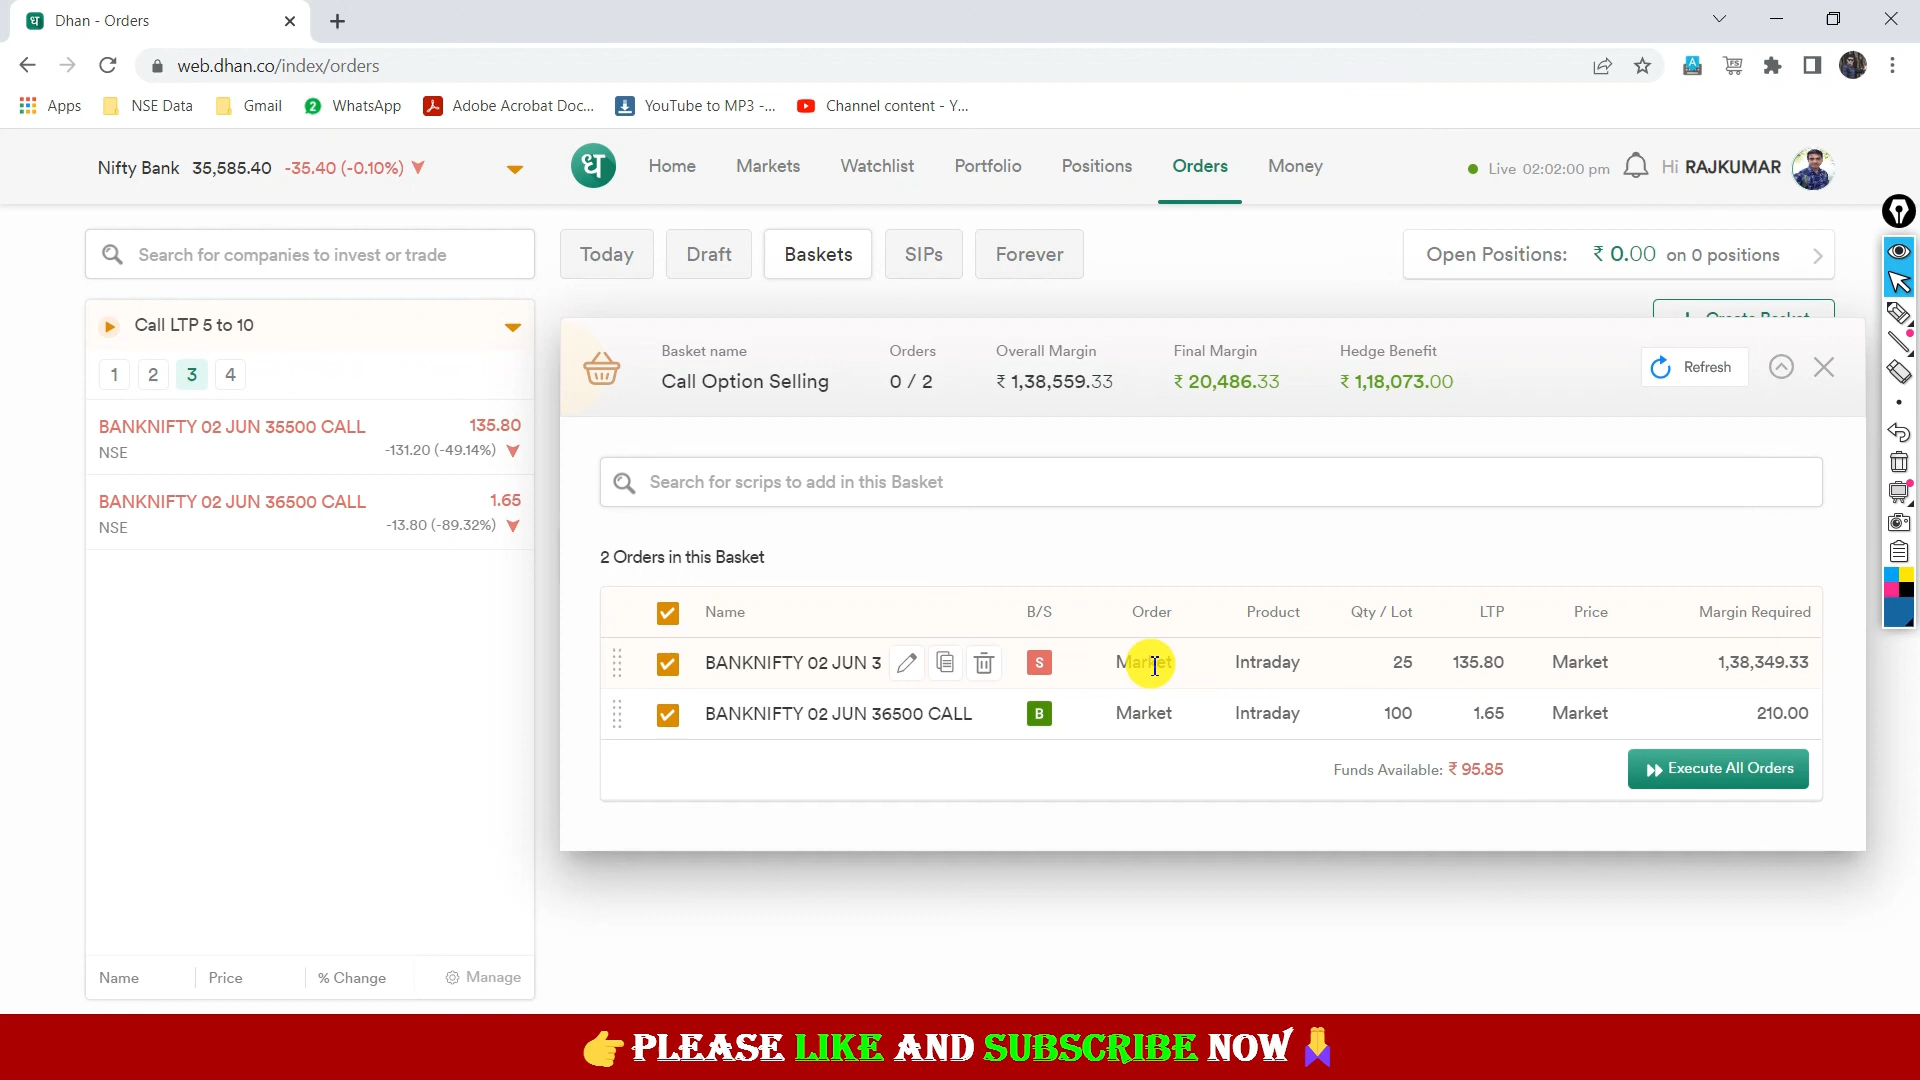 Dhan - Orders
web.dhan.co/index/orders
Apps NSE Data Gmail 2 WhatsApp Adobe Acrobat Doc... YouTube to MP3 -... Channel content - Y...
Nifty Bank 35,585.40 -35.40 (-0.10%)
ध Home Markets Watchlist Portfolio Positions Orders Money
Live 02:02:00 pm Hi RAJKUMAR
Search for companies to invest or trade
Today Draft Baskets SIPs Forever
Open Positions: ₹ 0.00 on 0 positions
Create Basket
Call LTP 5 to 10
1 2 3 4
BANKNIFTY 02 JUN 35500 CALL 135.80
NSE -131.20 (-49.14%)
BANKNIFTY 02 JUN 36500 CALL 1.65
NSE -13.80 (-89.32%)
Name Price % Change Manage
Basket name Orders Overall Margin Final Margin Hedge Benefit
Call Option Selling 0 / 2 ₹ 1,38,559.33 ₹ 20,486.33 ₹ 1,18,073.00
Refresh
Search for scrips to add in this Basket
2 Orders in this Basket
Name B/S Order Product Qty / Lot LTP Price Margin Required
BANKNIFTY 02 JUN 3 S Market Intraday 25 135.80 Market 1,38,349.33
BANKNIFTY 02 JUN 36500 CALL B Market Intraday 100 1.65 Market 210.00
Funds Available: ₹ 95.85 Execute All Orders
PLEASE LIKE AND SUBSCRIBE NOW